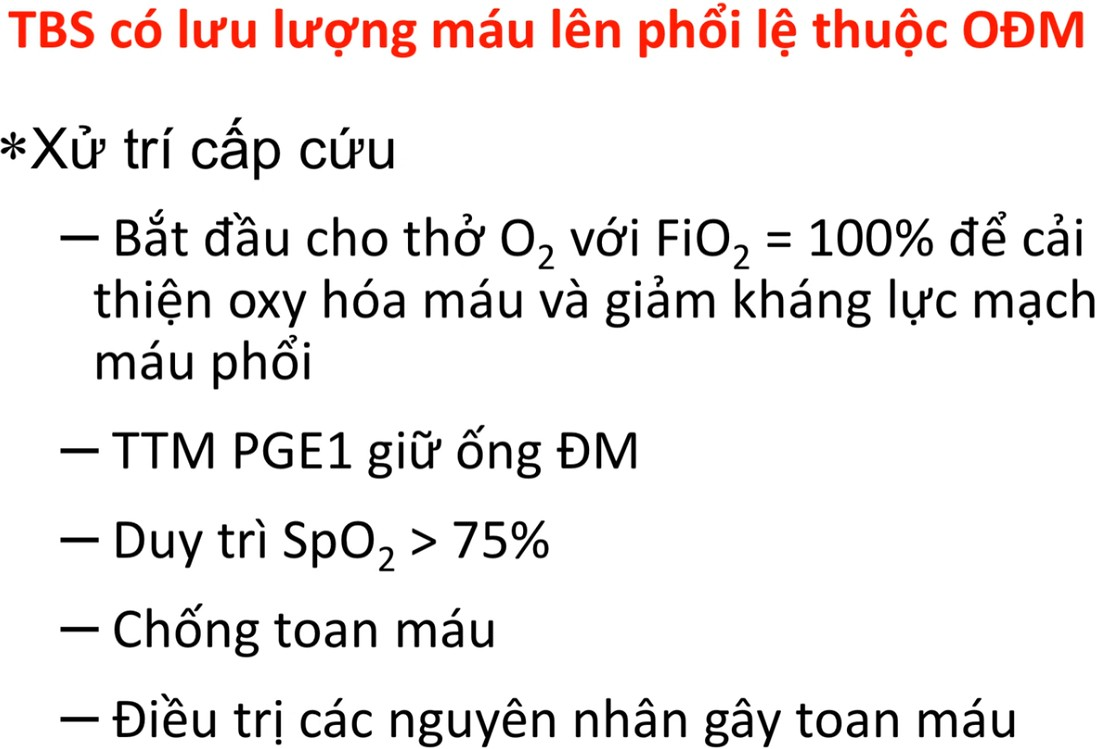 TBS có lưu lượng máu lên phổi lệ thuộc OĐM
*Xử trí cấp cứu
– Bắt đầu cho thở O₂ với FiO₂ = 100% để cải
thiện oxy hóa máu và giảm kháng lực mạch
máu phổi
– TTM PGE1 giữ ống ĐM
– Duy trì SpO₂ > 75%
– Chống toan máu
– Điều trị các nguyên nhân gây toan máu